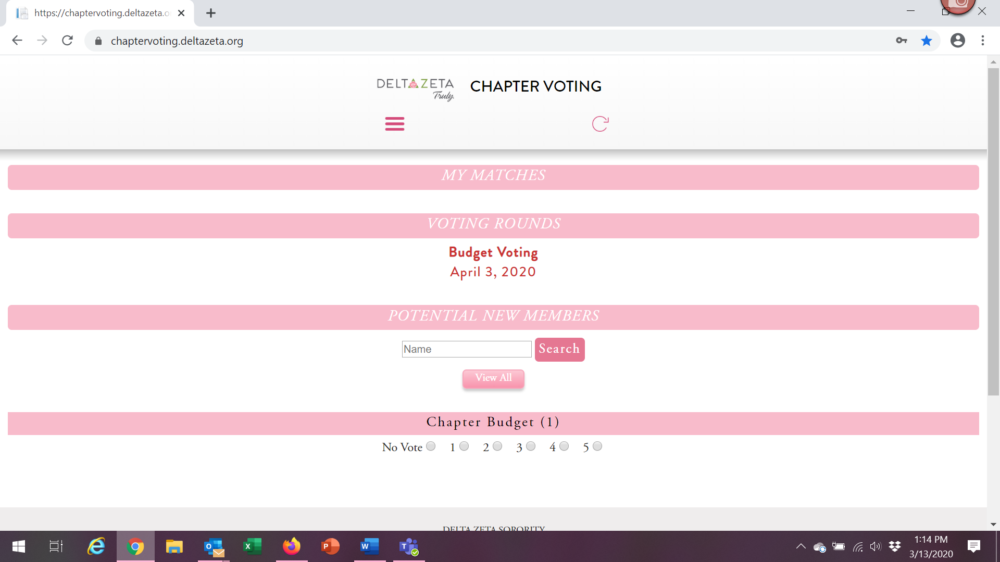 https://chaptervoting.deltazeta.o
chaptervoting.deltazeta.org
DELTA ZETA
Truly.
CHAPTER VOTING
MY MATCHES
VOTING ROUNDS
Budget Voting
April 3, 2020
POTENTIAL NEW MEMBERS
Name Search
View All
Chapter Budget (1)
No Vote 1 2 3 4 5
DELTA ZETA SORORITY
1:14 PM
3/13/2020